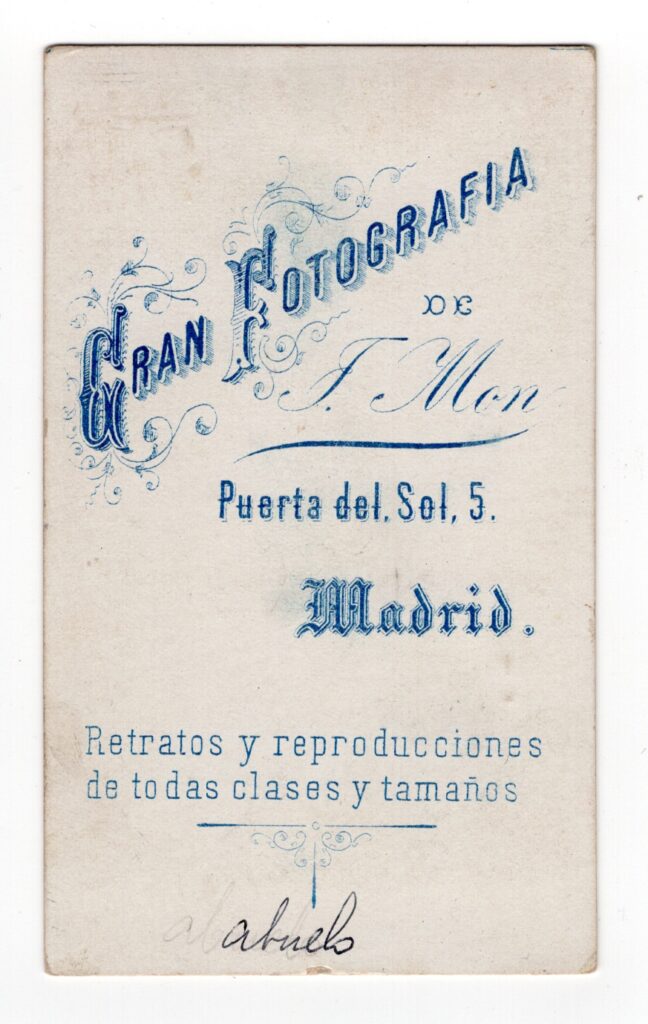 GRAN FOTOGRAFIA
DE
F. Mon
Puerta del, Sol, 5.
Madrid.
Retratos y reproducciones
de todas clases y tamaños
abuelo